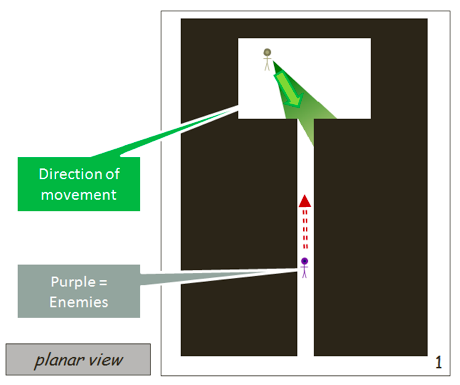 Direction of
movement
Purple =
Enemies
planar view
1